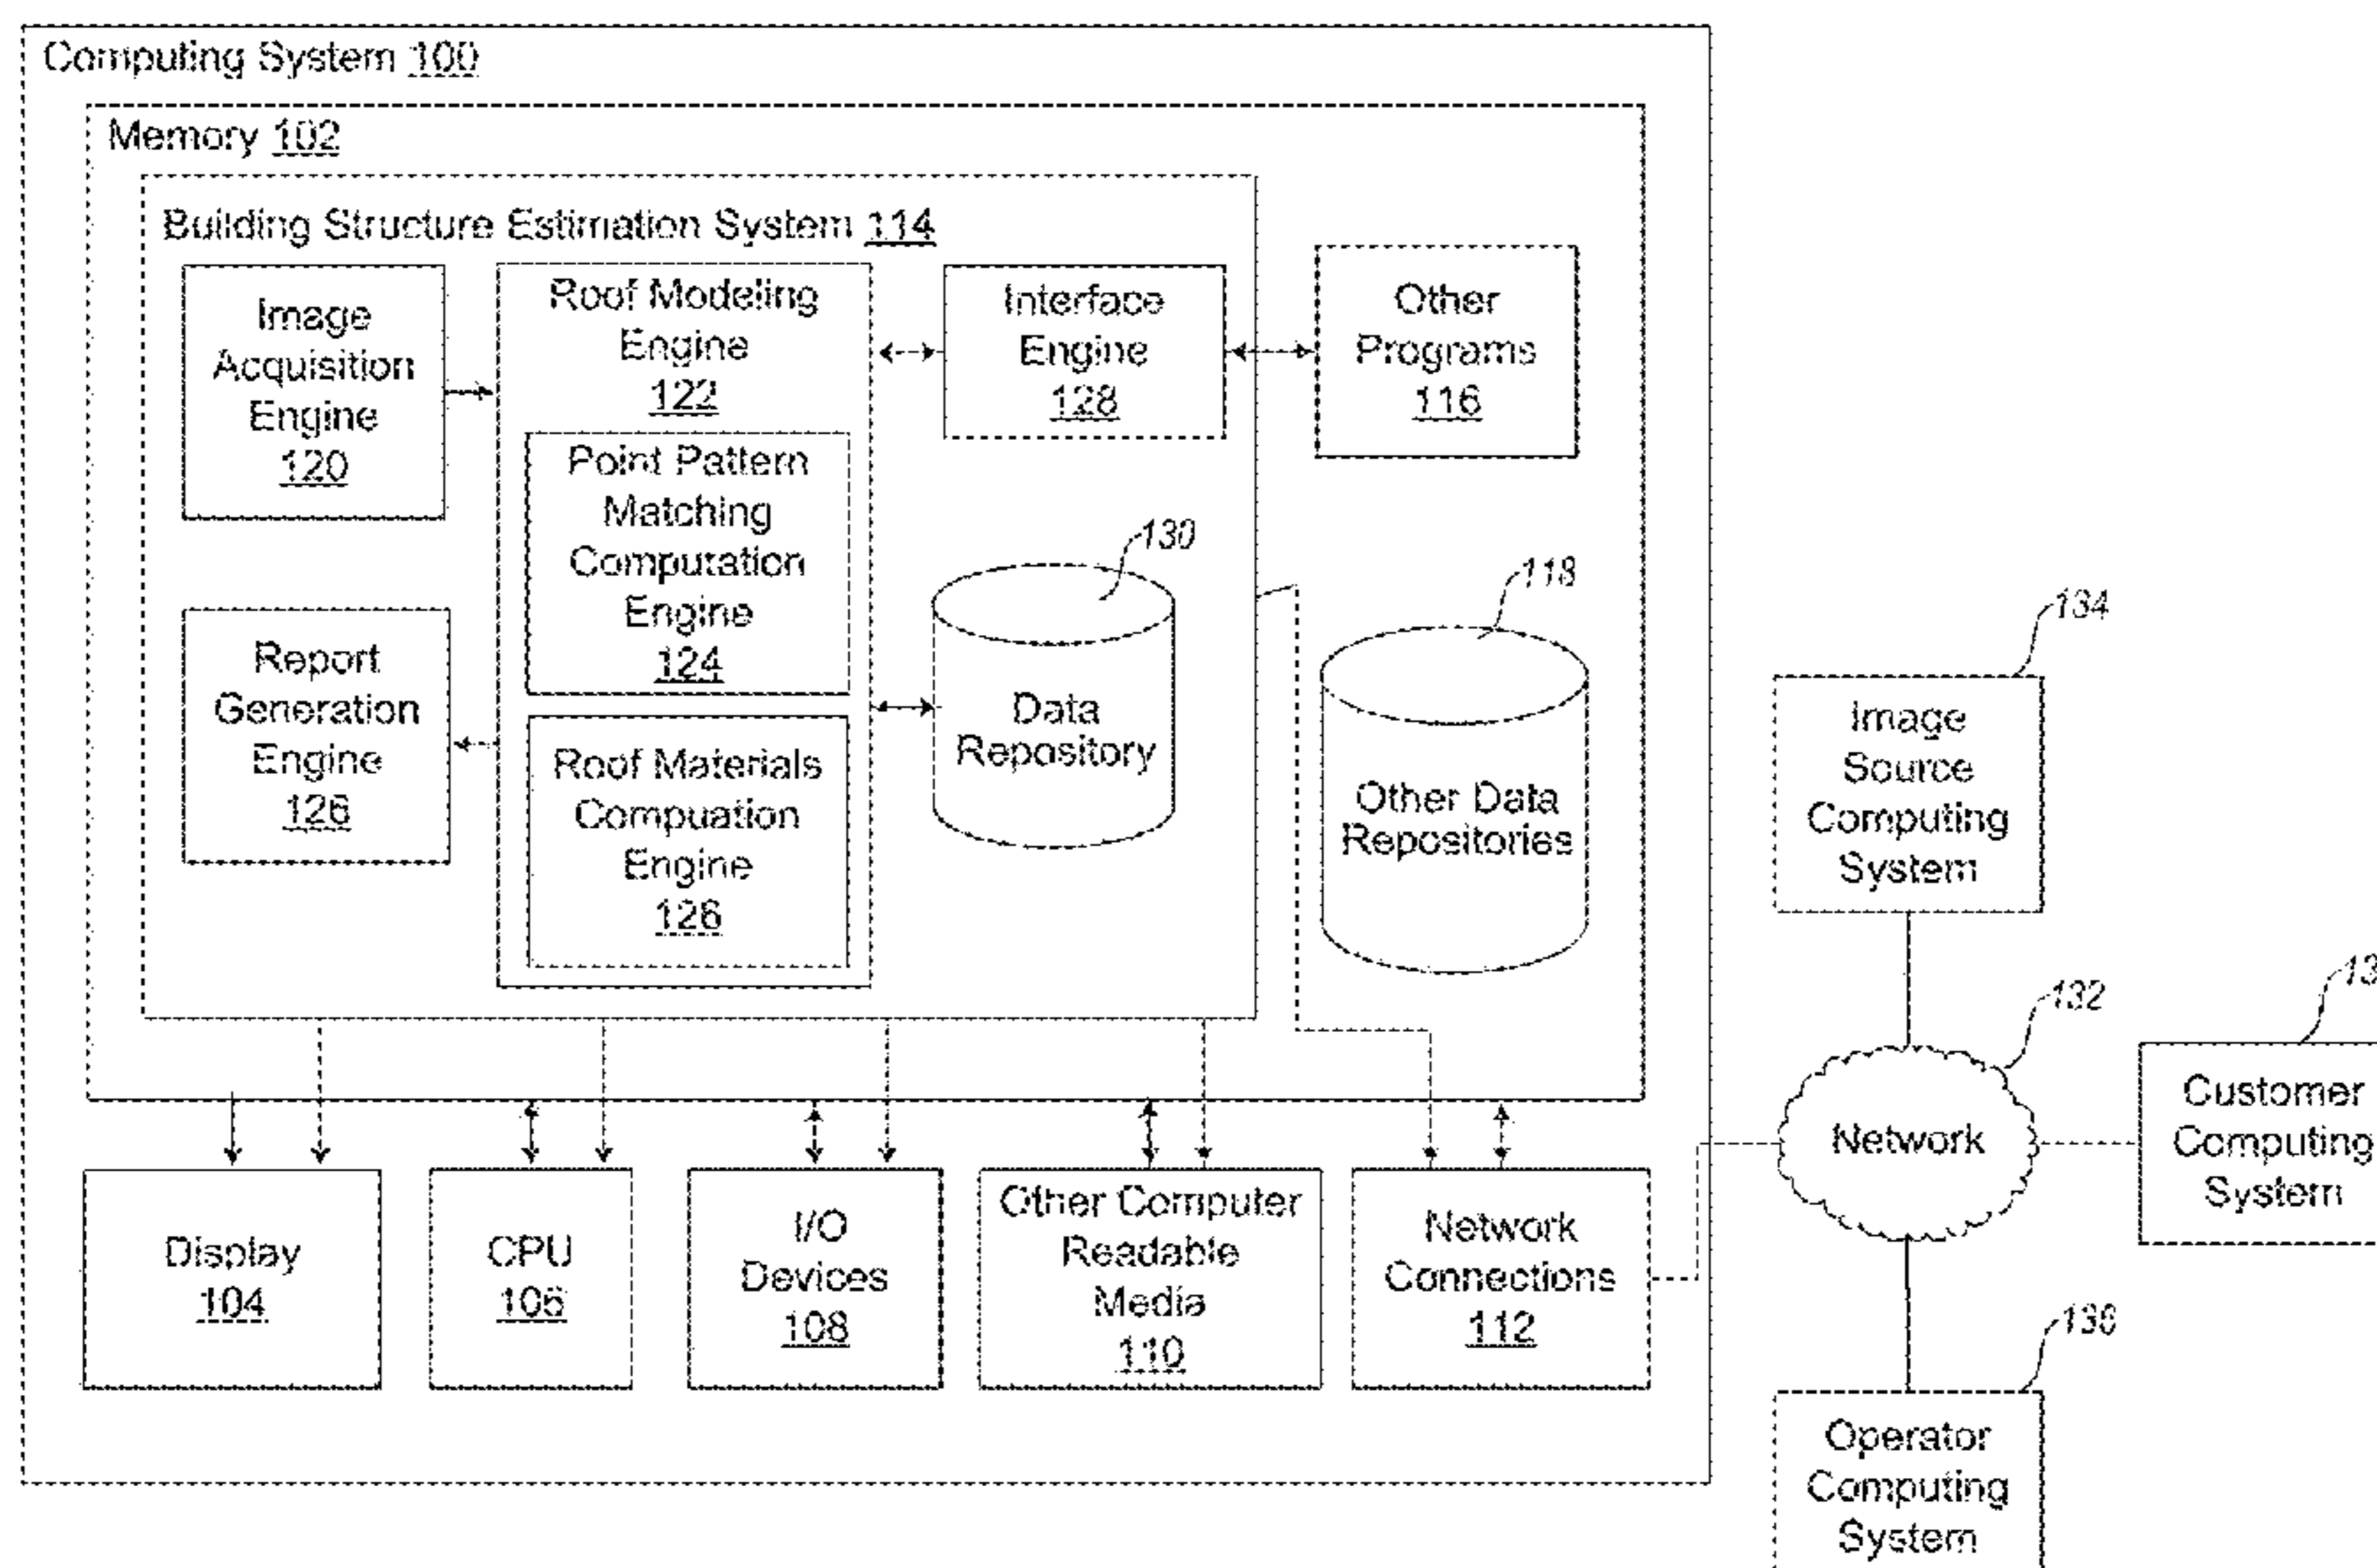 Computing System 100
Memory 102
Building Structure Estimation System 114
Image
Acquisition
Engine
120
Roof Modeling
Engine
122
Interface
Engine
128
Other
Programs
116
Point Pattern
Matching
Computation
Engine
124
Report
Generation
Engine
126
Roof Materials
Compuation
Engine
126
130
Data
Repository
118
Other Data
Repositories
134
Image
Source
Computing
System
132
Network
13
Customer
Computing
System
Display
104
CPU
106
I/O
Devices
108
Other Computer
Readable
Media
110
Network
Connections
112
136
Operator
Computing
System